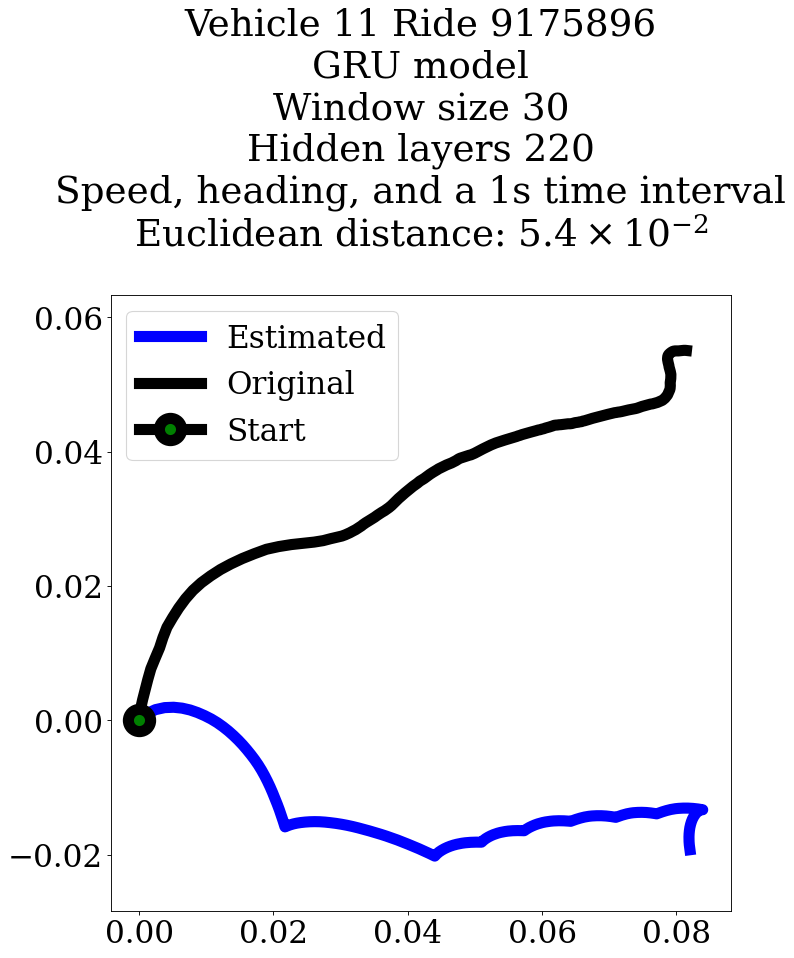 Vehicle 11 Ride 9175896
GRU model
Window size 30
Hidden layers 220
Speed, heading, and a 1s time interval
Euclidean distance: 5.4 × 10⁻²
Estimated
Original
Start
0.06
0.04
0.02
0.00
−0.02
0.00 0.02 0.04 0.06 0.08